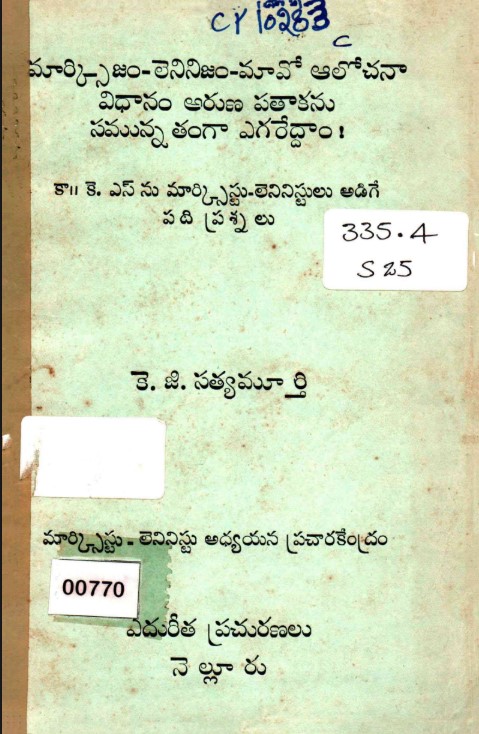 CY 10283
C
మార్క్సిజం-లెనినిజం-మావో ఆలోచనా
విధానం అరుణ పతాకను
సమున్నతంగా ఎగరేద్దాం!
కా॥ కె. ఎస్ ను మార్క్సిస్టు-లెనినిస్టులు అడిగే
పది ప్రశ్నలు
335.4
S 25
కె. జి. సత్యమూర్తి
మార్క్సిస్టు - లెనినిస్టు అధ్యయన ప్రచారకేంద్రం
00770
ఎదురీత ప్రచురణలు
నెల్లూరు